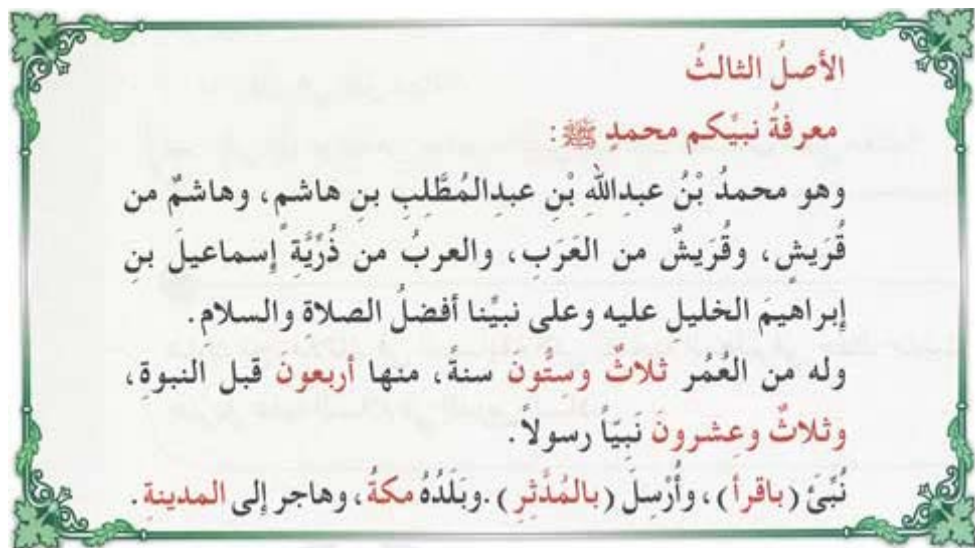 الأصلُ الثالثُ
معرفةُ نبيِّكم محمدٍ ﷺ:
وهو محمدُ بْنُ عبدِاللهِ بْنِ عبدِالمُطَّلِبِ بنِ هاشم، وهاشمٌ من
قُرَيشٍ، وقُرَيشٌ من العَرَبِ، والعربُ من ذُرِّيَّةِ إسماعيلَ بنِ
إبراهيمَ الخليلِ عليه وعلى نبيِّنا أفضلُ الصلاة والسلامِ.
وله من العُمُر ثلاثٌ وستُّون سنةً، منها أربعون قبل النبوةِ،
وثلاثٌ وعشرون نَبِيّاً رسولاً.
نُبِّئَ (باقرأ)، وأُرْسِلَ (بالمُدَّثِرِ). وبَلَدُهُ مكةُ، وهاجر إلى المدينةِ.